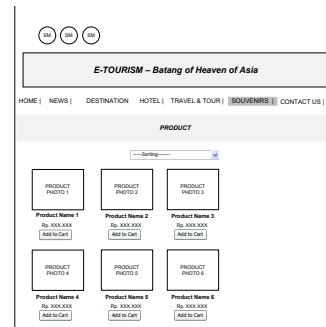 SM SM SM
E-TOURISM – Batang of Heaven of Asia
HOME | NEWS | DESTINATION HOTEL | TRAVEL & TOUR | SOUVENIRS | CONTACT US |
PRODUCT
----Sorting-------
PRODUCT PRODUCT PRODUCT
PHOTO 1 PHOTO 2 PHOTO 3
Product Name 1 Product Name 2 Product Name 3
Rp. XXX.XXX Rp. XXX.XXX Rp. XXX.XXX
Add to Cart Add to Cart Add to Cart
PRODUCT PRODUCT PRODUCT
PHOTO 4 PHOTO 5 PHOTO 6
Product Name 4 Product Name 5 Product Name 6
Rp. XXX.XXX Rp. XXX.XXX Rp. XXX.XXX
Add to Cart Add to Cart Add to Cart